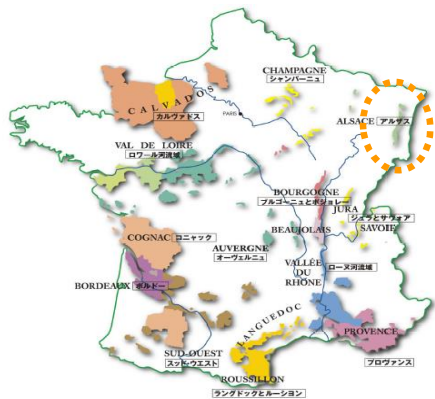 CHAMPAGNE
シャンパーニュ
CALVADOS
カルヴァドス
PARIS
ALSACE アルザス
VAL DE LOIRE
ロワール河流域
BOURGOGNE
ブルゴーニュとボジョレー
BEAUJOLAIS
JURA
ジュラとサヴォア
SAVOIE
COGNAC コニャック
AUVERGNE
オーヴェルニュ
VALLÉE
DU
RHÔNE
ローヌ河流域
BORDEAUX ボルドー
LANGUEDOC
PROVENCE
プロヴァンス
SUD-OUEST
スッド・ウエスト
ROUSSILLON
ラングドックとルーション